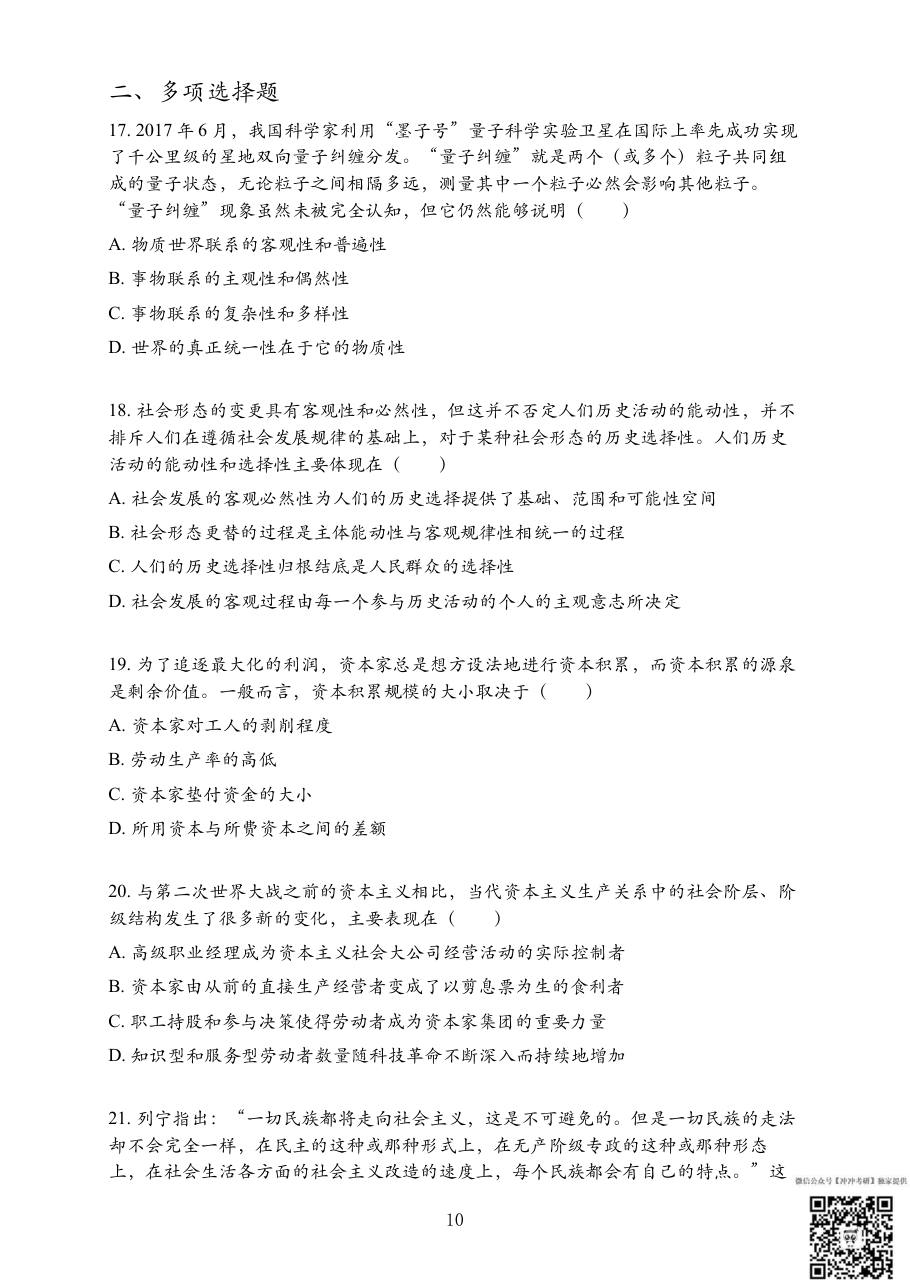 二、多项选择题
17. 2017 年 6 月，我国科学家利用“墨子号”量子科学实验卫星在国际上率先成功实现
了千公里级的星地双向量子纠缠分发。“量子纠缠”就是两个（或多个）粒子共同组
成的量子状态，无论粒子之间相隔多远，测量其中一个粒子必然会影响其他粒子。
“量子纠缠”现象虽然未被完全认知，但它仍然能够说明（　　）
A. 物质世界联系的客观性和普遍性
B. 事物联系的主观性和偶然性
C. 事物联系的复杂性和多样性
D. 世界的真正统一性在于它的物质性
18. 社会形态的变更具有客观性和必然性，但这并不否定人们历史活动的能动性，并不
排斥人们在遵循社会发展规律的基础上，对于某种社会形态的历史选择性。人们历史
活动的能动性和选择性主要体现在（　　）
A. 社会发展的客观必然性为人们的历史选择提供了基础、范围和可能性空间
B. 社会形态更替的过程是主体能动性与客观规律性相统一的过程
C. 人们的历史选择性归根结底是人民群众的选择性
D. 社会发展的客观过程由每一个参与历史活动的个人的主观意志所决定
19. 为了追逐最大化的利润，资本家总是想方设法地进行资本积累，而资本积累的源泉
是剩余价值。一般而言，资本积累规模的大小取决于（　　）
A. 资本家对工人的剥削程度
B. 劳动生产率的高低
C. 资本家垫付资金的大小
D. 所用资本与所费资本之间的差额
20. 与第二次世界大战之前的资本主义相比，当代资本主义生产关系中的社会阶层、阶
级结构发生了很多新的变化，主要表现在（　　）
A. 高级职业经理成为资本主义社会大公司经营活动的实际控制者
B. 资本家由从前的直接生产经营者变成了以剪息票为生的食利者
C. 职工持股和参与决策使得劳动者成为资本家集团的重要力量
D. 知识型和服务型劳动者数量随科技革命不断深入而持续地增加
21. 列宁指出：“一切民族都将走向社会主义，这是不可避免的。但是一切民族的走法
却不会完全一样，在民主的这种或那种形式上，在无产阶级专政的这种或那种形态
上，在社会生活各方面的社会主义改造的速度上，每个民族都会有自己的特点。”这
微信公众号【冲冲考研】独家提供
10